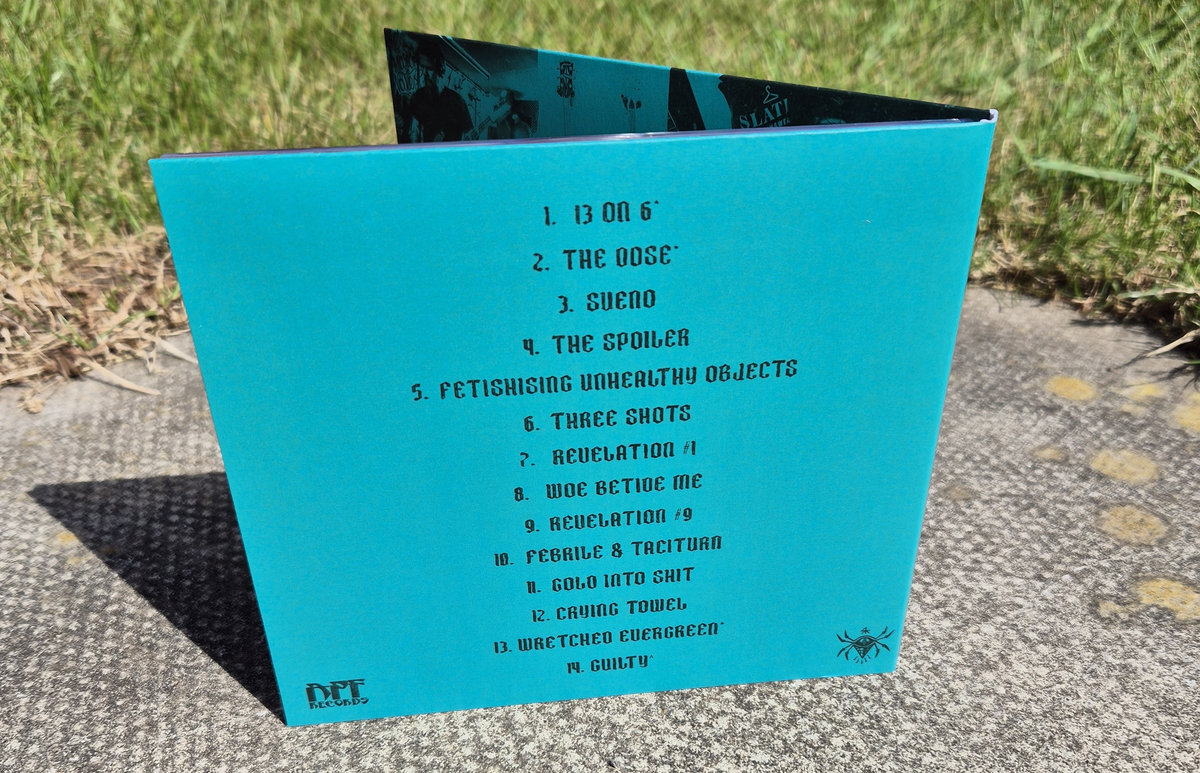 SLAT!
1. 13 ON 6*
2. THE DOSE*
3. SUENO
4. THE SPOILER
5. FETISHISING UNHEALTHY OBJECTS
6. THREE SHOTS
7. REVELATION #1
8. WOE BETIDE ME
9. REVELATION #9
10. FEBRILE & TACITURN
11. GOLD INTO SHIT
12. CRYING TOWEL
13. WRETCHED EVERGREEN*
14. GUILTY^
RECORDS